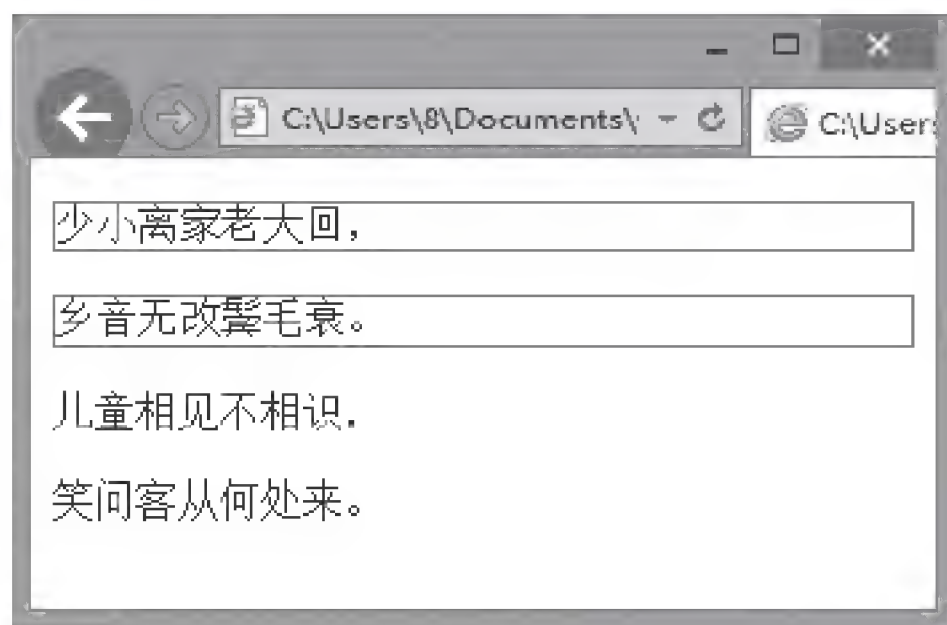 C:\Users\8\Documents\
C:\User
少小离家老大回，
乡音无改鬓毛衰。
儿童相见不相识.
笑问客从何处来。